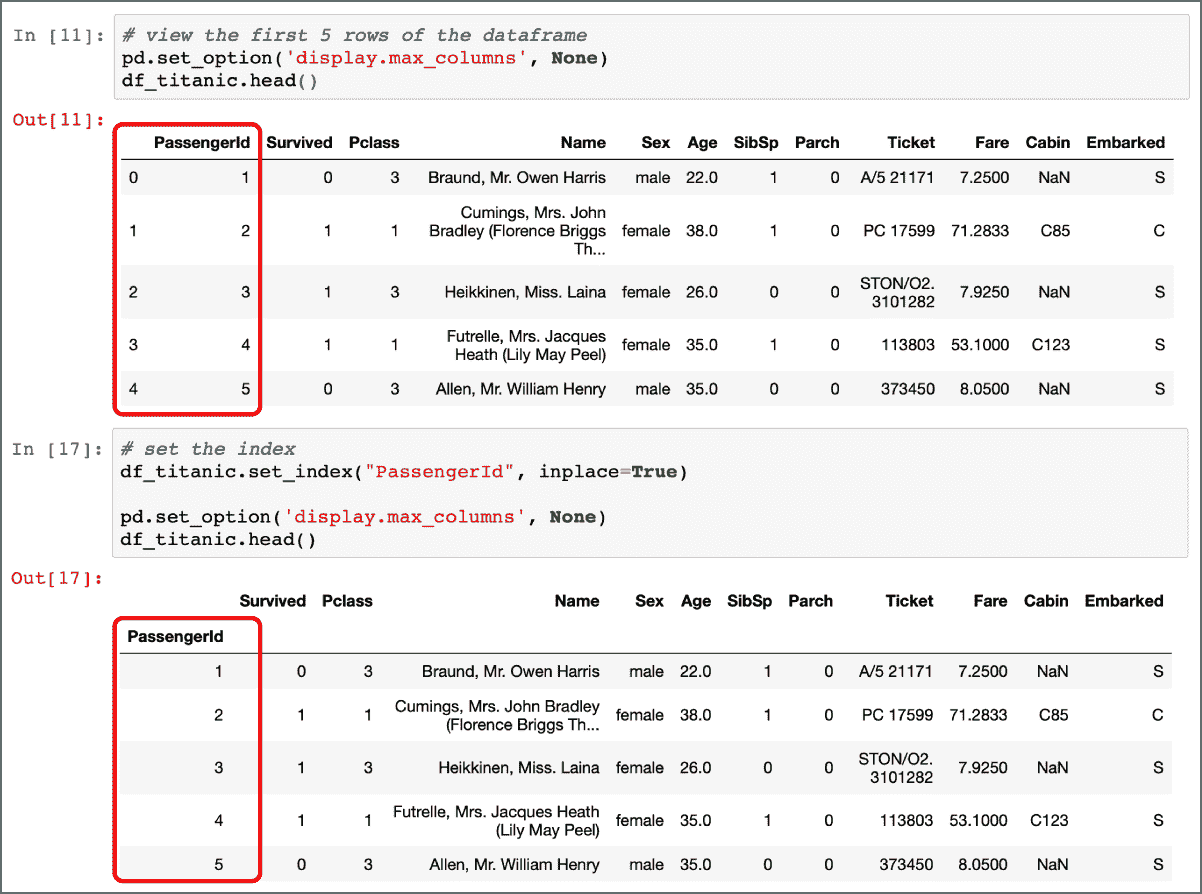 In [11]:
# view the first 5 rows of the dataframe
pd.set_option('display.max_columns', None)
df_titanic.head()
Out[11]:
PassengerId Survived Pclass Name Sex Age SibSp Parch Ticket Fare Cabin Embarked
0 1 0 3 Braund, Mr. Owen Harris male 22.0 1 0 A/5 21171 7.2500 NaN S
Cumings, Mrs. John
1 2 1 1 Bradley (Florence Briggs female 38.0 1 0 PC 17599 71.2833 C85 C
Th...
2 3 1 3 Heikkinen, Miss. Laina female 26.0 0 0 STON/O2. 7.9250 NaN S
3101282
Futrelle, Mrs. Jacques
3 4 1 1 Heath (Lily May Peel) female 35.0 1 0 113803 53.1000 C123 S
4 5 0 3 Allen, Mr. William Henry male 35.0 0 0 373450 8.0500 NaN S
In [17]:
# set the index
df_titanic.set_index("PassengerId", inplace=True)
pd.set_option('display.max_columns', None)
df_titanic.head()
Out[17]:
Survived Pclass Name Sex Age SibSp Parch Ticket Fare Cabin Embarked
PassengerId
1 0 3 Braund, Mr. Owen Harris male 22.0 1 0 A/5 21171 7.2500 NaN S
2 1 1 Cumings, Mrs. John Bradley female 38.0 1 0 PC 17599 71.2833 C85 C
(Florence Briggs Th...
3 1 3 Heikkinen, Miss. Laina female 26.0 0 0 STON/O2. 7.9250 NaN S
3101282
4 1 1 Futrelle, Mrs. Jacques Heath female 35.0 1 0 113803 53.1000 C123 S
(Lily May Peel)
5 0 3 Allen, Mr. William Henry male 35.0 0 0 373450 8.0500 NaN S